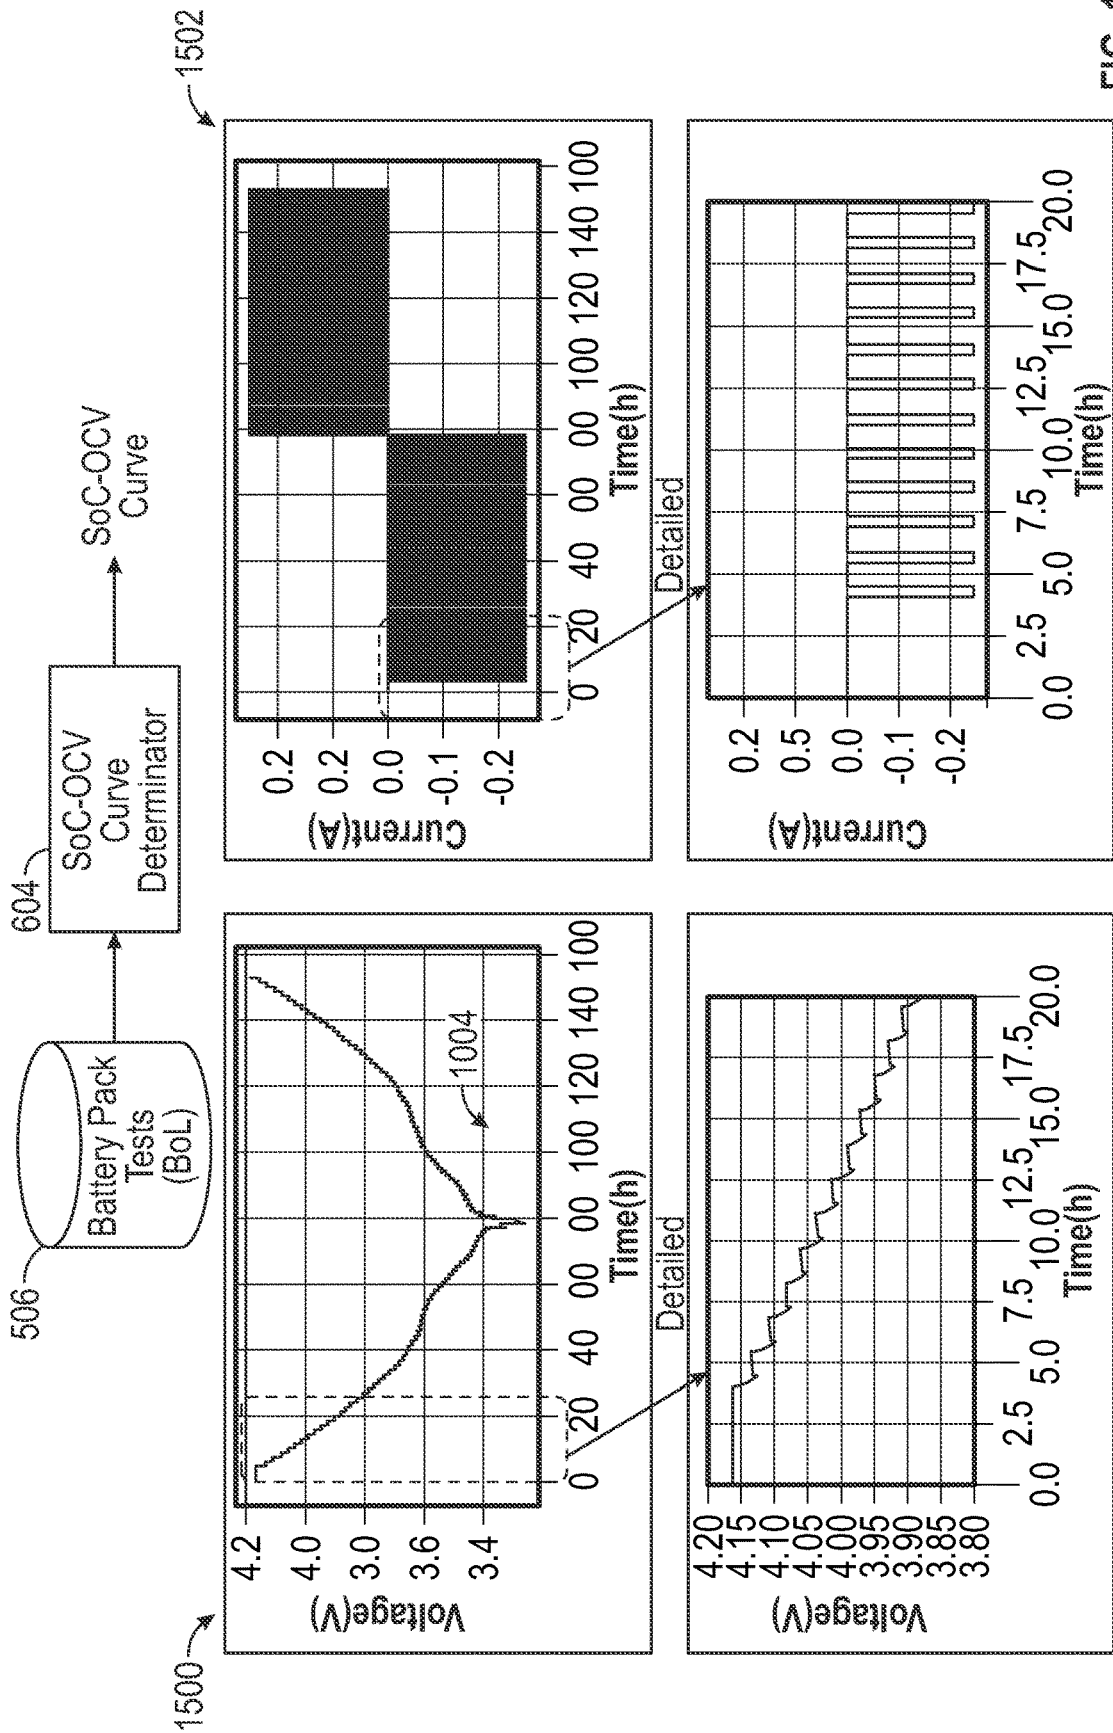 506
Battery Pack
Tests
(BoL)
604
SoC-OCV
Curve
Determinator
SoC-OCV
Curve
1500
Voltage(V)
4.2
4.0
3.8
3.6
3.4
1004
0 20 40 00 00 100 120 140 100
Time(h)
1502
Current(A)
0.2
0.2
0.0
-0.1
-0.2
0 20 40 00 00 100 120 140 100
Time(h)
Detailed
Voltage(V)
4.20
4.15
4.10
4.05
4.00
3.95
3.90
3.85
3.80
0.0 2.5 5.0 7.5 10.0 12.5 15.0 17.5 20.0
Time(h)
Detailed
Current(A)
0.2
0.5
0.0
-0.1
-0.2
0.0 2.5 5.0 7.5 10.0 12.5 15.0 17.5 20.0
Time(h)